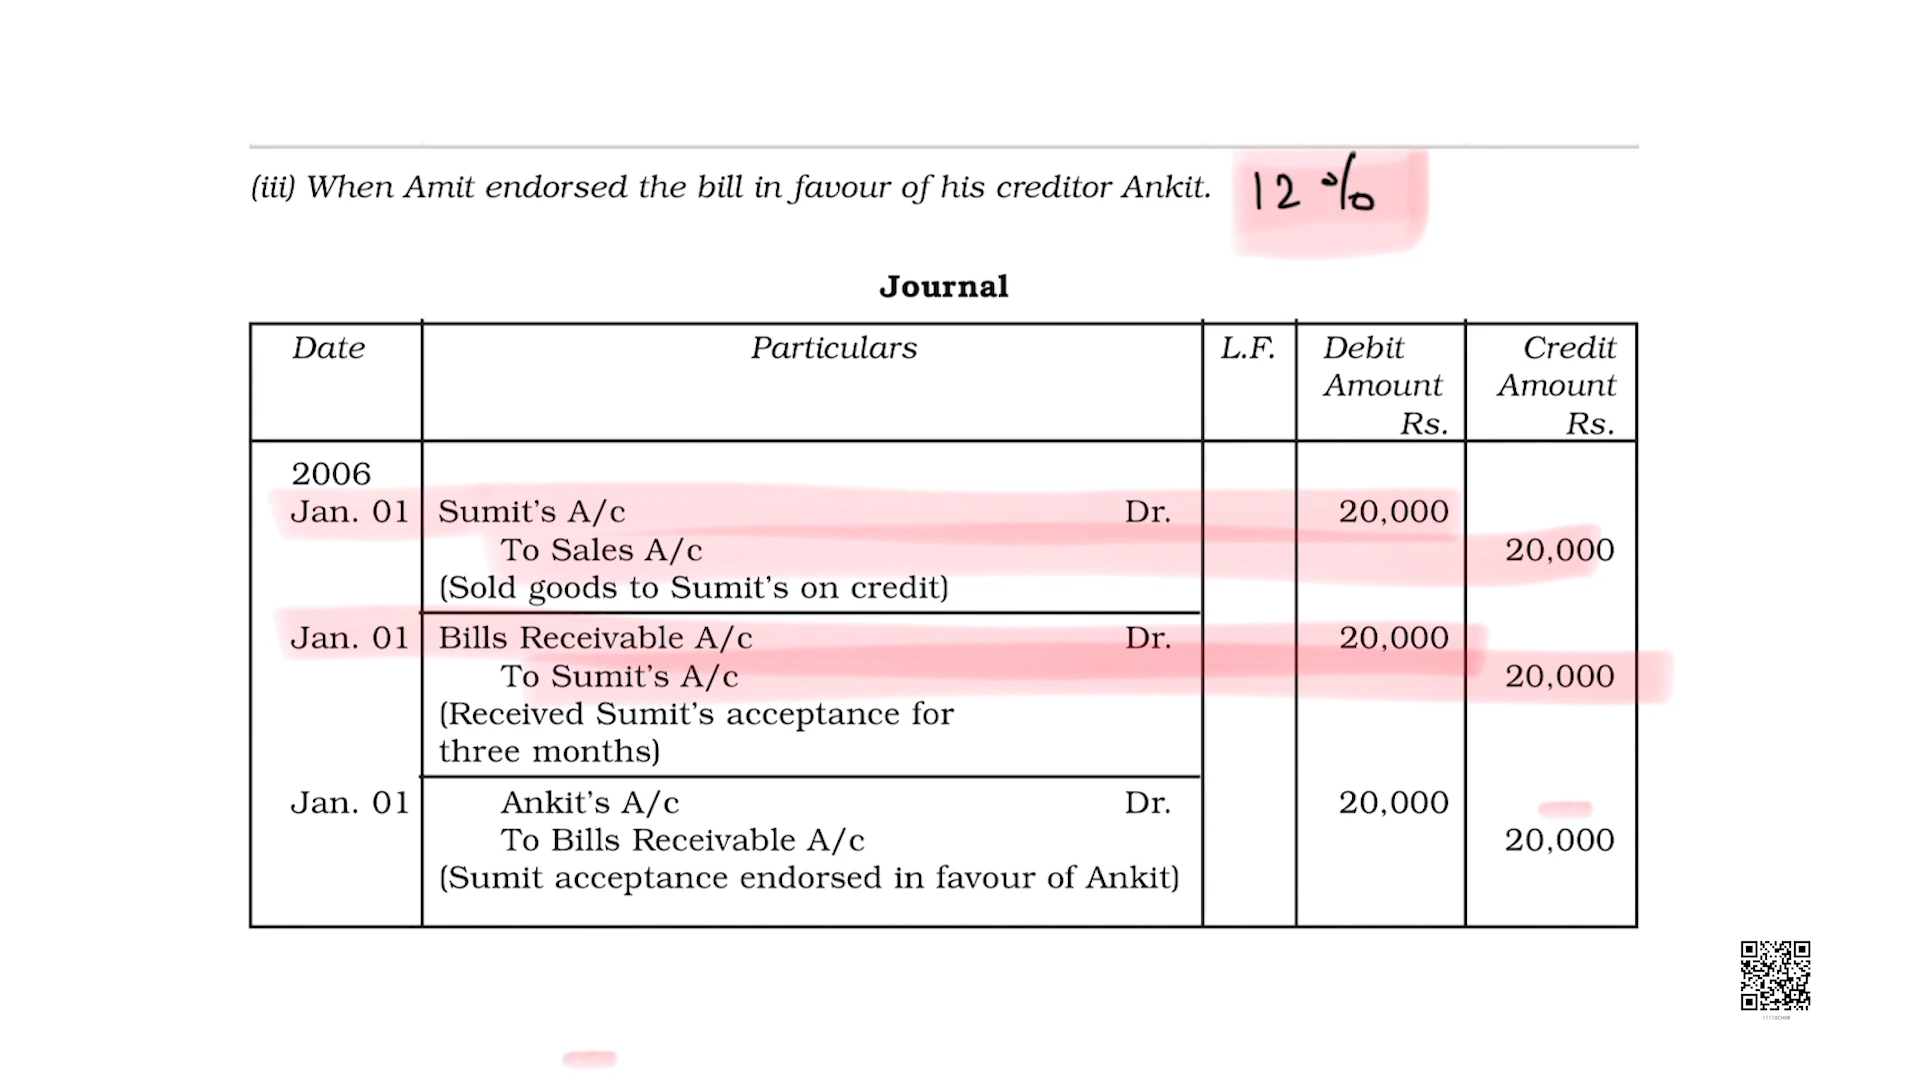 (iii) When Amit endorsed the bill in favour of his creditor Ankit. 12 %
Journal
Date Particulars L.F. Debit Credit
Amount Amount
Rs. Rs.
2006
Jan. 01 Sumit’s A/c Dr. 20,000
To Sales A/c 20,000
(Sold goods to Sumit’s on credit)
Jan. 01 Bills Receivable A/c Dr. 20,000
To Sumit’s A/c 20,000
(Received Sumit’s acceptance for
three months)
Jan. 01 Ankit’s A/c Dr. 20,000
To Bills Receivable A/c 20,000
(Sumit acceptance endorsed in favour of Ankit)